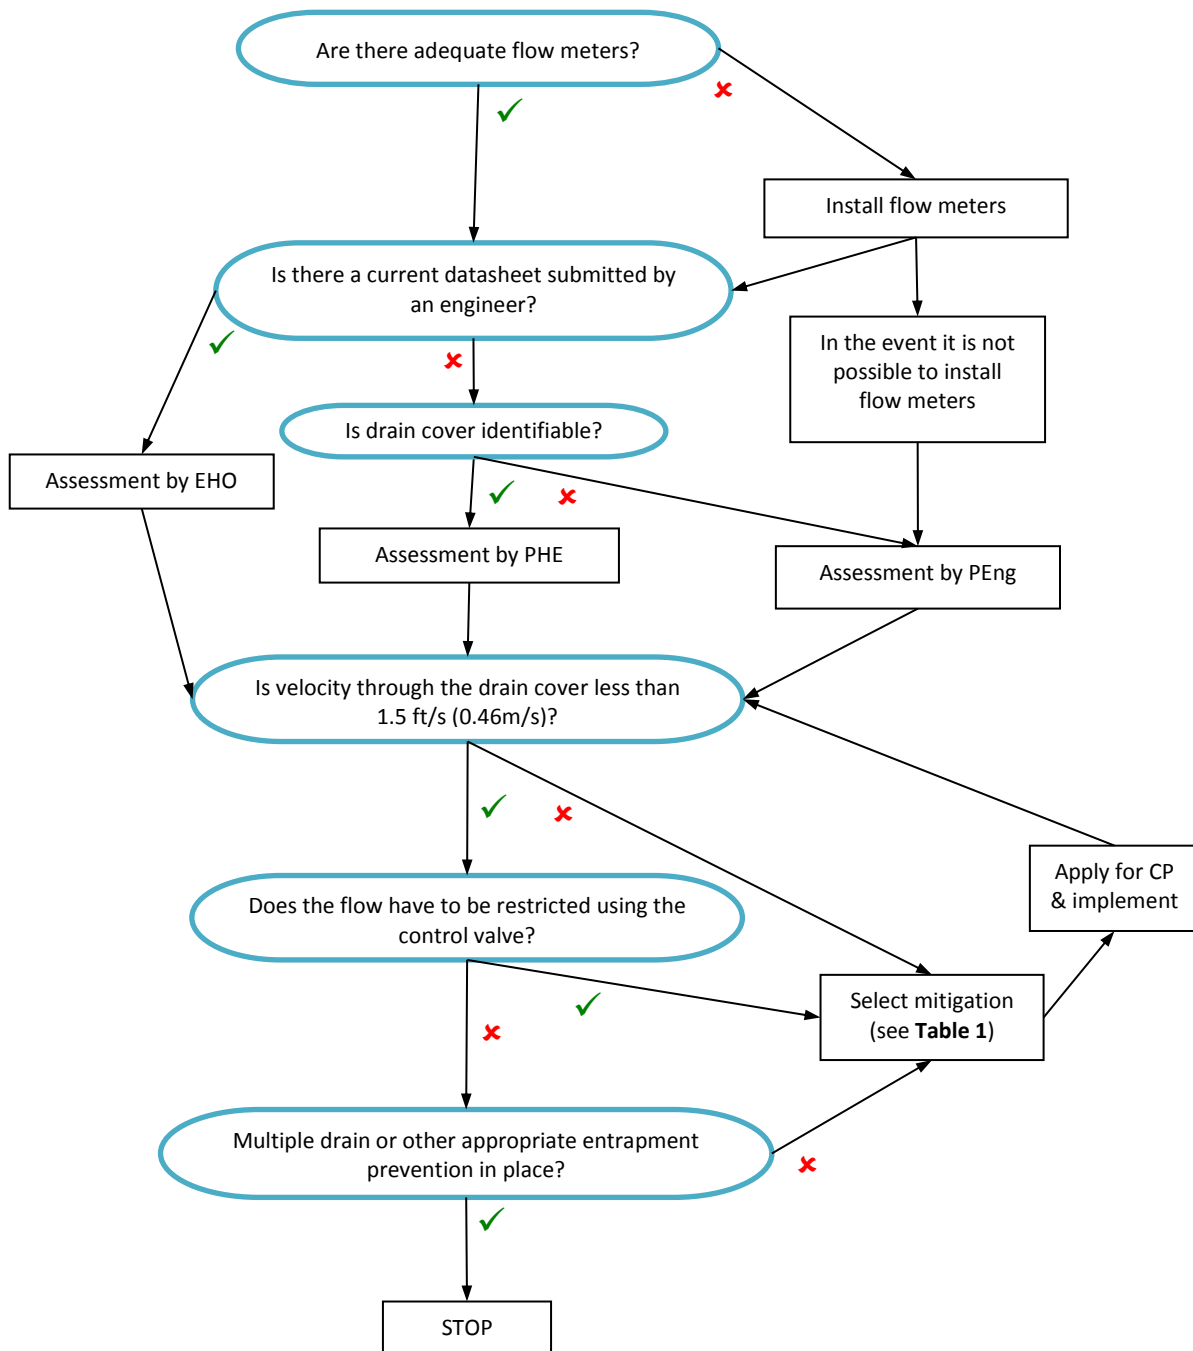 Are there adequate flow meters?
Install flow meters
Is there a current datasheet submitted by
an engineer?
In the event it is not
possible to install
flow meters
Is drain cover identifiable?
Assessment by EHO
Assessment by PHE
Assessment by PEng
Is velocity through the drain cover less than
1.5 ft/s (0.46m/s)?
Apply for CP
& implement
Does the flow have to be restricted using the
control valve?
Select mitigation
(see Table 1)
Multiple drain or other appropriate entrapment
prevention in place?
STOP